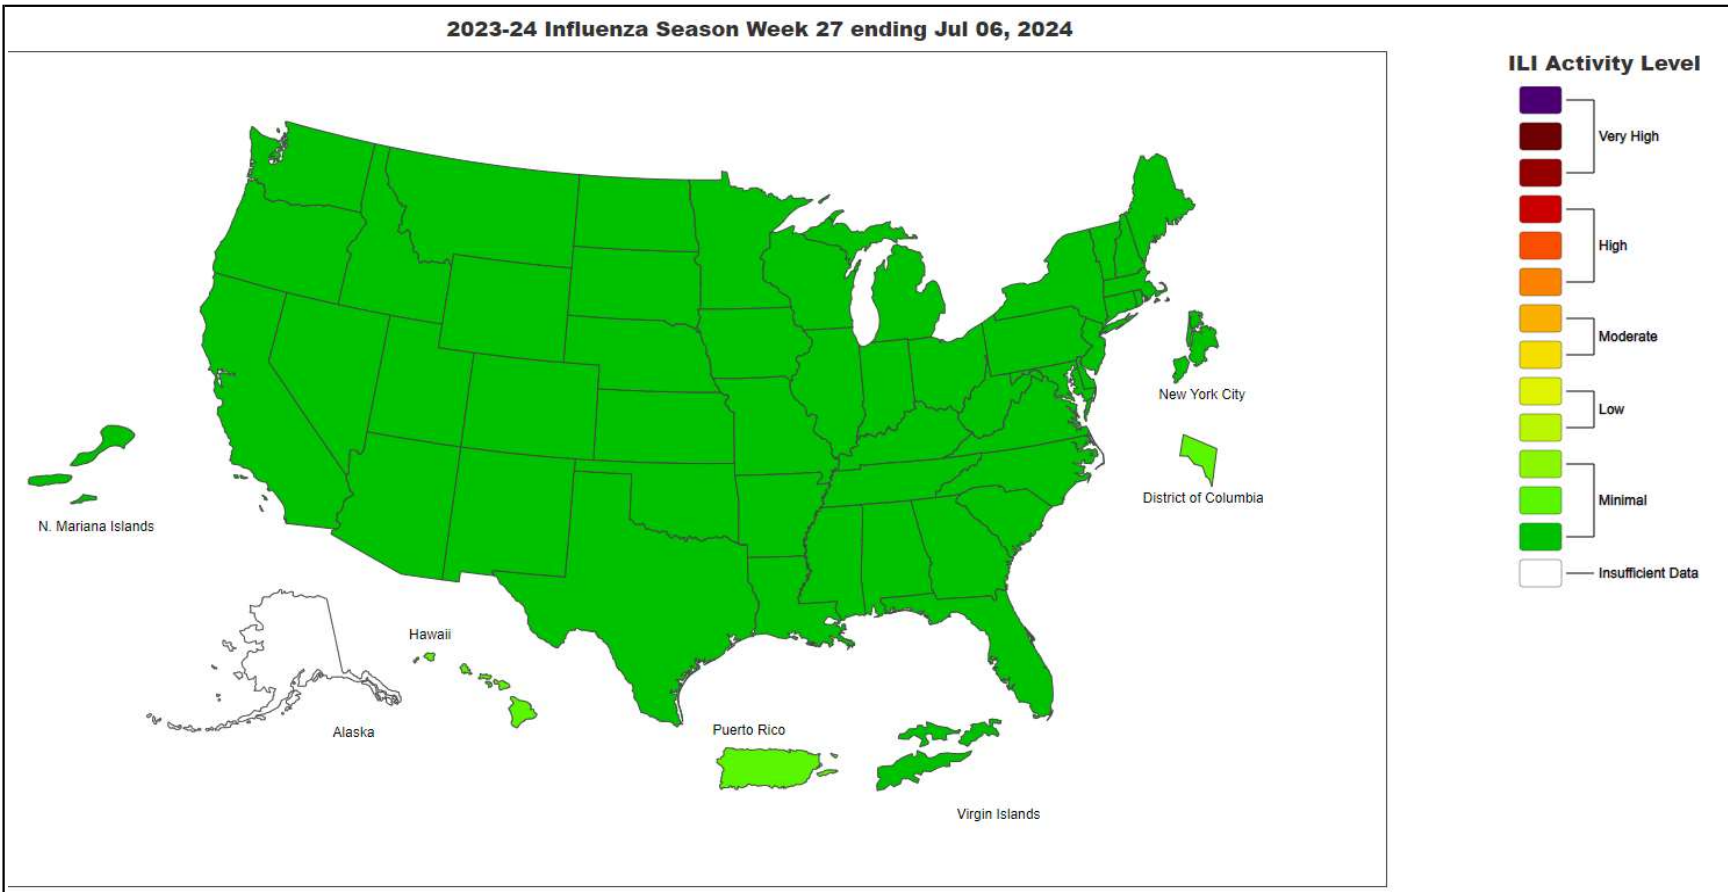 2023-24 Influenza Season Week 27 ending Jul 06, 2024
ILI Activity Level
Very High
High
Moderate
Low
Minimal
Insufficient Data
New York City
District of Columbia
N. Mariana Islands
Hawaii
Alaska
Puerto Rico
Virgin Islands